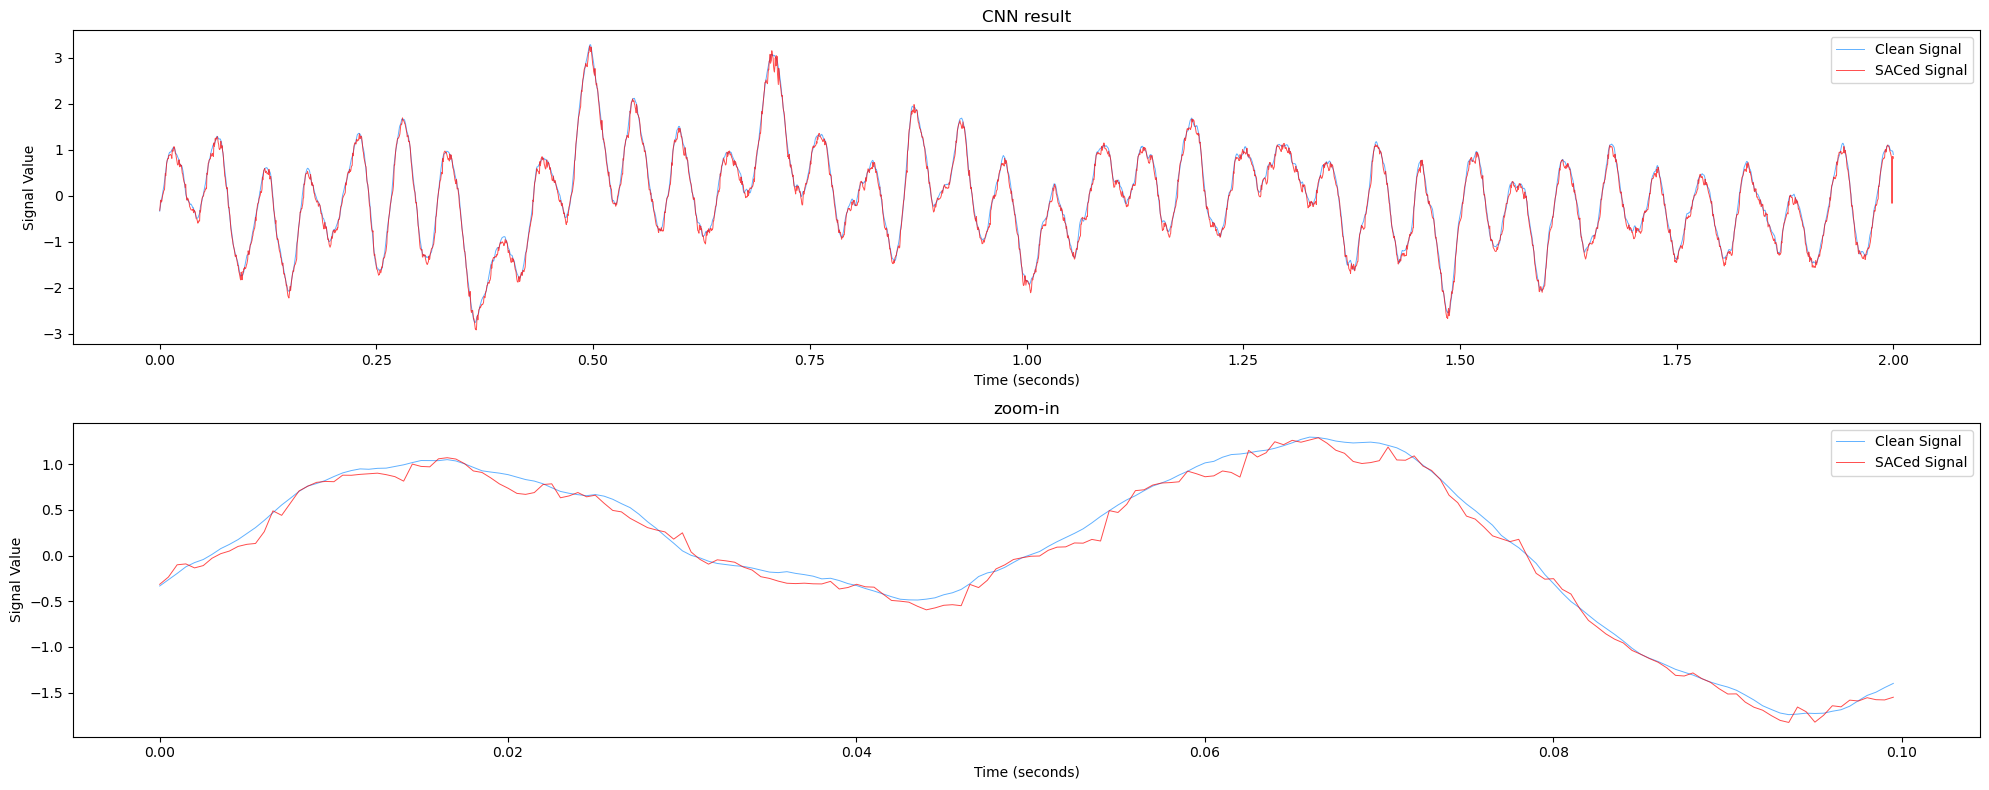 CNN result
Clean Signal
SACed Signal
Signal Value
3
2
1
0
−1
−2
−3
0.00 0.25 0.50 0.75 1.00 1.25 1.50 1.75 2.00
Time (seconds)
zoom-in
Clean Signal
SACed Signal
Signal Value
1.0
0.5
0.0
−0.5
−1.0
−1.5
0.00 0.02 0.04 0.06 0.08 0.10
Time (seconds)